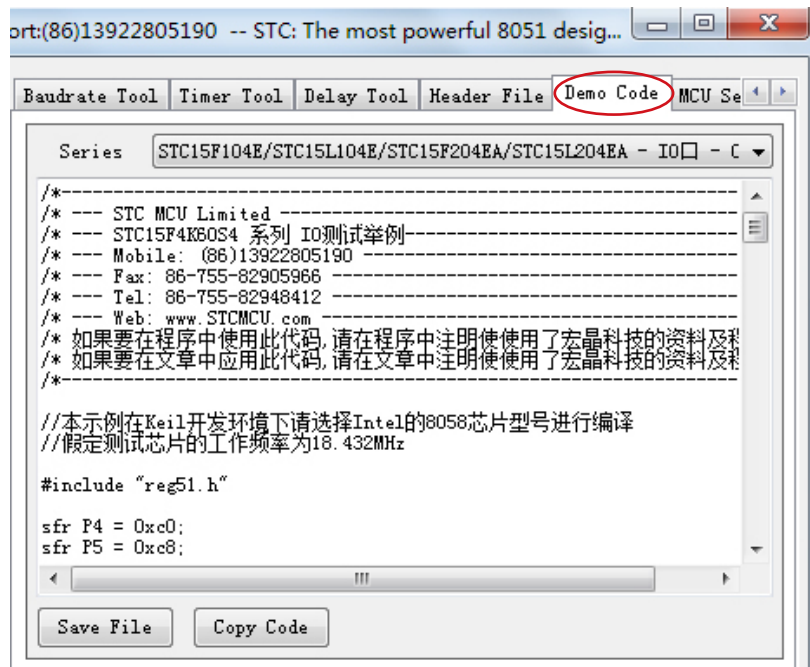 ort:(86)13922805190 -- STC: The most powerful 8051 desig...
Baudrate Tool Timer Tool Delay Tool Header File Demo Code MCU Se
Series STC15F104E/STC15L104E/STC15F204EA/STC15L204EA - IO口 - C
/*----------------------------------------------------------------
/* --- STC MCU Limited ------------------------------------------
/* --- STC15F4K60S4 系列 IO测试举例-------------------------------
/* --- Mobile: (86)13922805190 -----------------------------------
/* --- Fax: 86-755-82905966 --------------------------------------
/* --- Tel: 86-755-82948412 --------------------------------------
/* --- Web: www.STCMCU.com ---------------------------------------
/* 如果要在程序中使用此代码,请在程序中注明使使用了宏晶科技的资料及程
/* 如果要在文章中应用此代码,请在文章中注明使使用了宏晶科技的资料及程
/*----------------------------------------------------------------
//本示例在Keil开发环境下请选择Intel的8058芯片型号进行编译
//假定测试芯片的工作频率为18.432MHz
#include "reg51.h"
sfr P4 = 0xc0;
sfr P5 = 0xc8;
Save File Copy Code